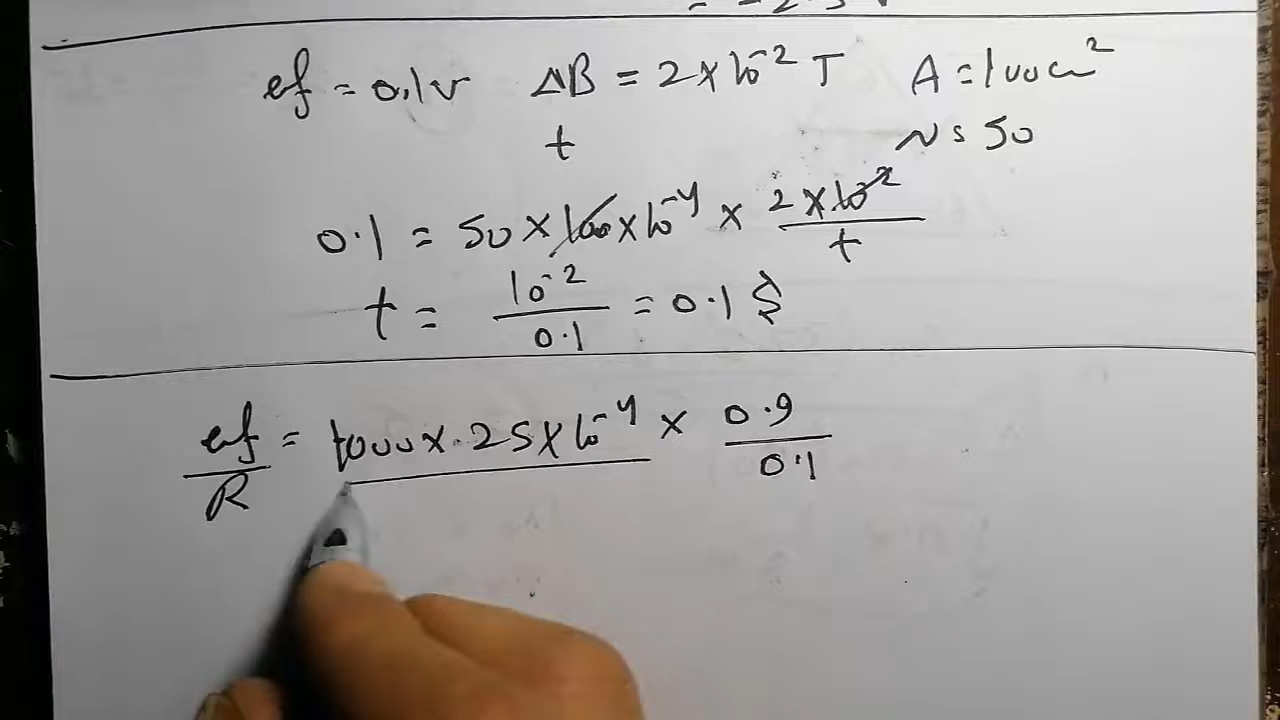 ef = 0.1v ΔB = 2×10⁻² T A = 100cm²
t N = 50
0.1 = 50 × 100 × 10⁻⁴ × 2 × 10⁻² / t
t = 10⁻² / 0.1 = 0.1 S
ef / R = 1000 × 25 × 10⁻⁴ × 0.9 / 0.1